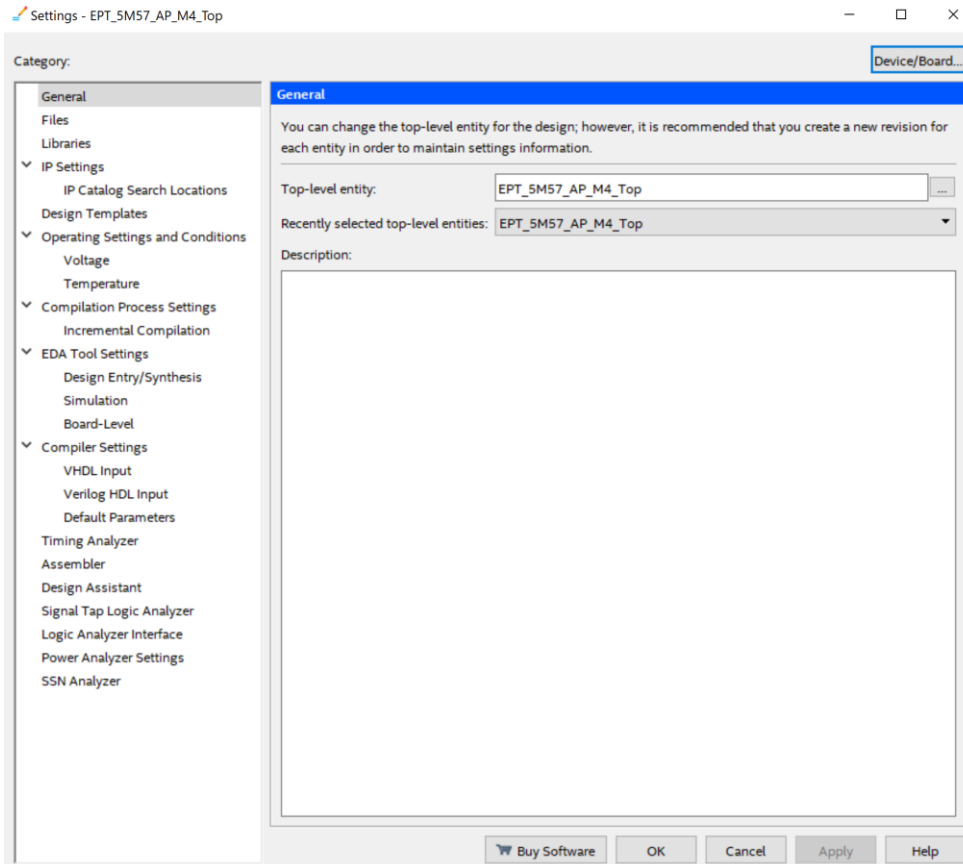 Settings - EPT_5M57_AP_M4_Top
Category:
Device/Board...
General
Files
Libraries
IP Settings
IP Catalog Search Locations
Design Templates
Operating Settings and Conditions
Voltage
Temperature
Compilation Process Settings
Incremental Compilation
EDA Tool Settings
Design Entry/Synthesis
Simulation
Board-Level
Compiler Settings
VHDL Input
Verilog HDL Input
Default Parameters
Timing Analyzer
Assembler
Design Assistant
Signal Tap Logic Analyzer
Logic Analyzer Interface
Power Analyzer Settings
SSN Analyzer
General
You can change the top-level entity for the design; however, it is recommended that you create a new revision for
each entity in order to maintain settings information.
Top-level entity: EPT_5M57_AP_M4_Top ...
Recently selected top-level entities: EPT_5M57_AP_M4_Top
Description:
Buy Software OK Cancel Apply Help